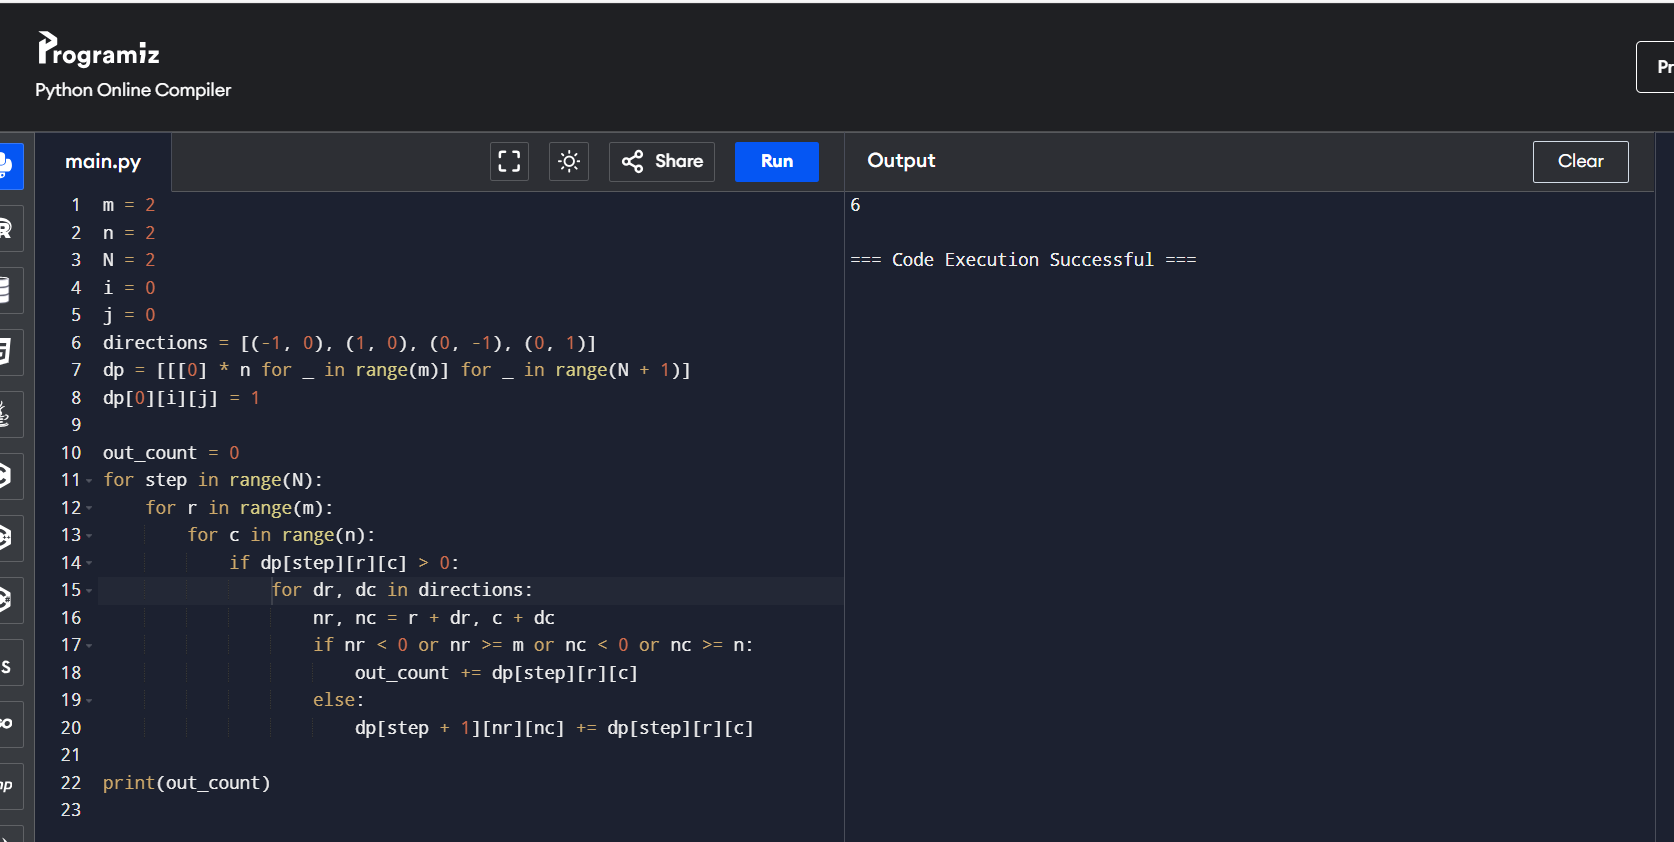 Programiz
Python Online Compiler
Pr
main.py
Share
Run
Output
Clear
1 m = 2
2 n = 2
3 N = 2
4 i = 0
5 j = 0
6 directions = [(-1, 0), (1, 0), (0, -1), (0, 1)]
7 dp = [[[0] * n for _ in range(m)] for _ in range(N + 1)]
8 dp[0][i][j] = 1
9
10 out_count = 0
11 for step in range(N):
12     for r in range(m):
13         for c in range(n):
14             if dp[step][r][c] > 0:
15                 for dr, dc in directions:
16                     nr, nc = r + dr, c + dc
17                     if nr < 0 or nr >= m or nc < 0 or nc >= n:
18                         out_count += dp[step][r][c]
19                     else:
20                         dp[step + 1][nr][nc] += dp[step][r][c]
21
22 print(out_count)
23
6
=== Code Execution Successful ===